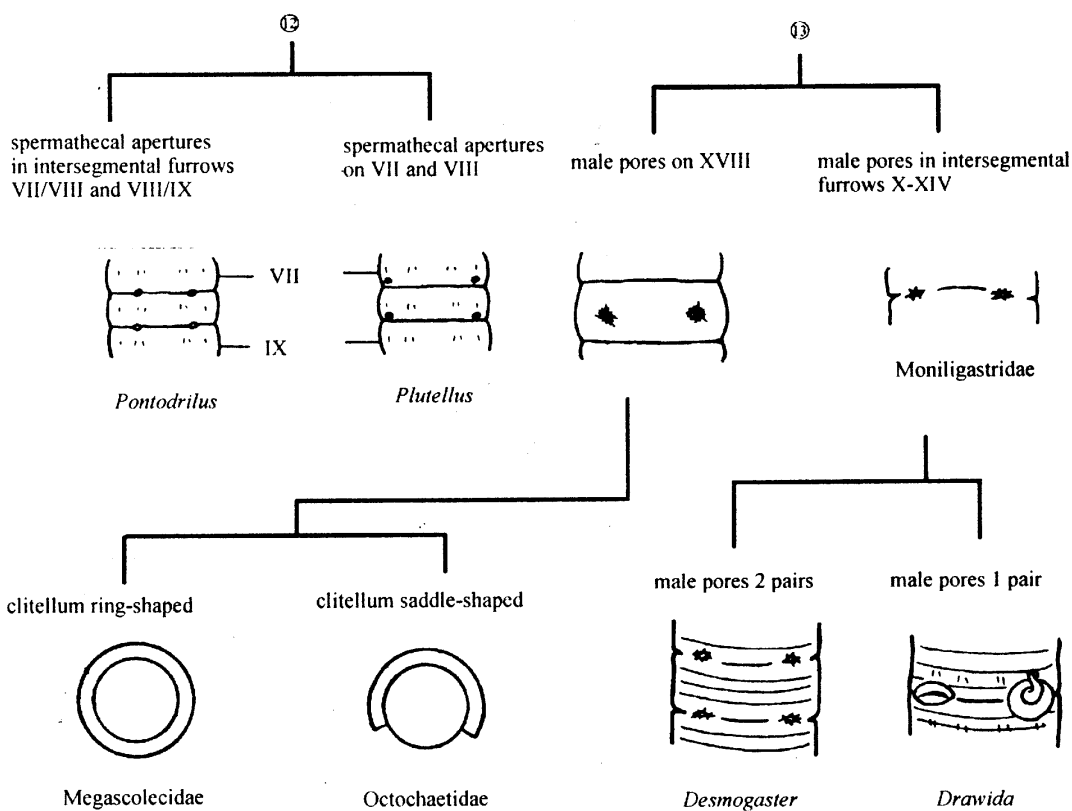 ⑫
⑬
spermathecal apertures
in intersegmental furrows
VII/VIII and VIII/IX
spermathecal apertures
on VII and VIII
male pores on XVIII
male pores in intersegmental
furrows X-XIV
VII
IX
Pontodrilus
Plutellus
Moniligastridae
clitellum ring-shaped
clitellum saddle-shaped
male pores 2 pairs
male pores 1 pair
Megascolecidae
Octochaetidae
Desmogaster
Drawida